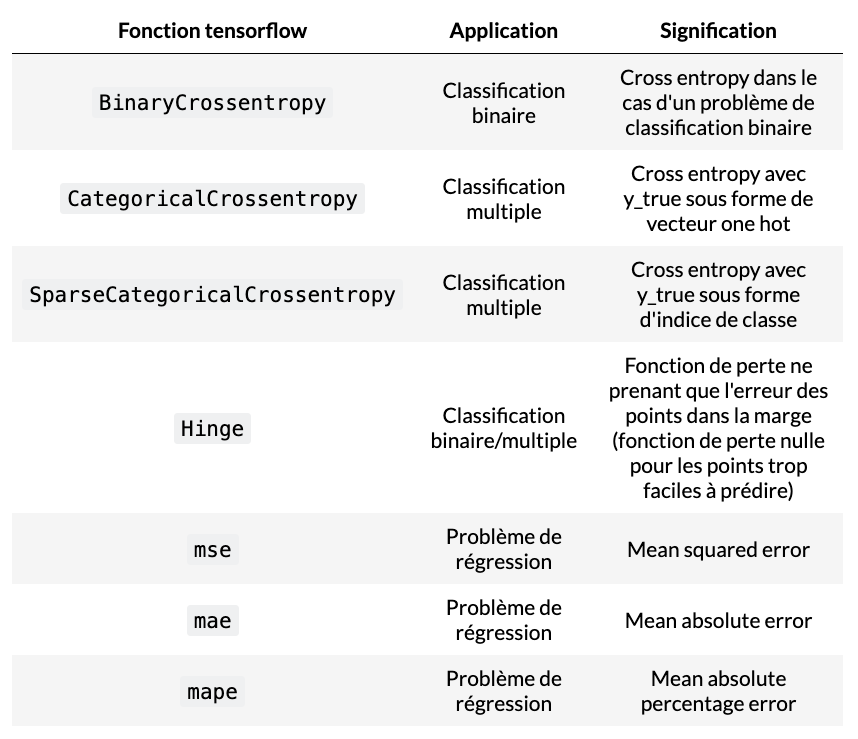 Fonction tensorflow Application Signification
BinaryCrossentropy
Classification
binaire
Cross entropy dans le
cas d'un problème de
classification binaire
CategoricalCrossentropy
Classification
multiple
Cross entropy avec
y_true sous forme de
vecteur one hot
SparseCategoricalCrossentropy
Classification
multiple
Cross entropy avec
y_true sous forme
d'indice de classe
Hinge
Classification
binaire/multiple
Fonction de perte ne
prenant que l'erreur des
points dans la marge
(fonction de perte nulle
pour les points trop
faciles à prédire)
mse
Problème de
régression
Mean squared error
mae
Problème de
régression
Mean absolute error
mape
Problème de
régression
Mean absolute
percentage error